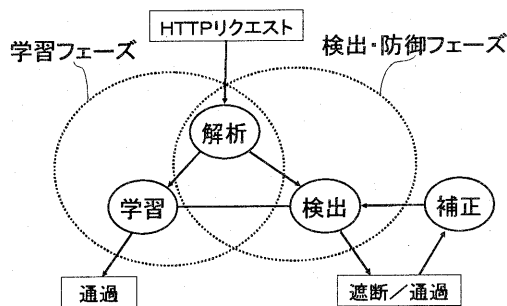 HTTPリクエスト
学習フェーズ
検出・防御フェーズ
解析
学習
検出
補正
通過
遮断／通過